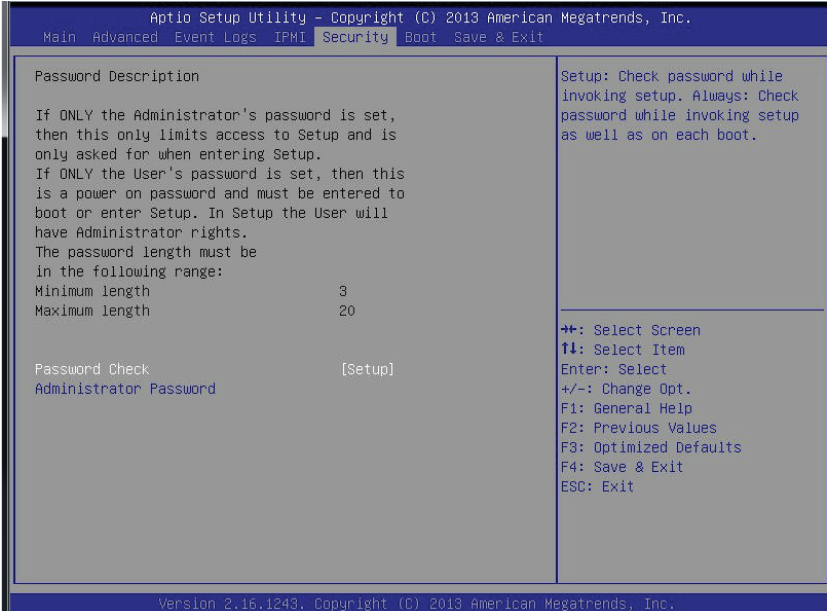 Aptio Setup Utility – Copyright (C) 2013 American Megatrends, Inc.
Main Advanced Event Logs IPMI Security Boot Save & Exit
Password Description
If ONLY the Administrator's password is set,
then this only limits access to Setup and is
only asked for when entering Setup.
If ONLY the User's password is set, then this
is a power on password and must be entered to
boot or enter Setup. In Setup the User will
have Administrator rights.
The password length must be
in the following range:
Minimum length 3
Maximum length 20
Password Check [Setup]
Administrator Password
Setup: Check password while
invoking setup. Always: Check
password while invoking setup
as well as on each boot.
→←: Select Screen
↑↓: Select Item
Enter: Select
+/-: Change Opt.
F1: General Help
F2: Previous Values
F3: Optimized Defaults
F4: Save & Exit
ESC: Exit
Version 2.16.1243. Copyright (C) 2013 American Megatrends, Inc.